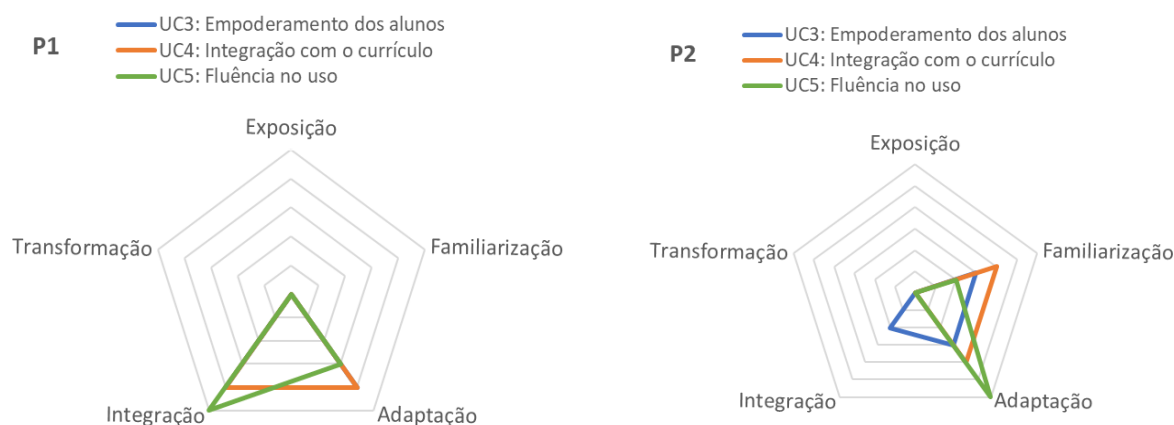 P1
UC3: Empoderamento dos alunos
UC4: Integração com o currículo
UC5: Fluência no uso
Exposição
Transformação
Familiarização
Integração
Adaptação
P2
UC3: Empoderamento dos alunos
UC4: Integração com o currículo
UC5: Fluência no uso
Exposição
Transformação
Familiarização
Integração
Adaptação